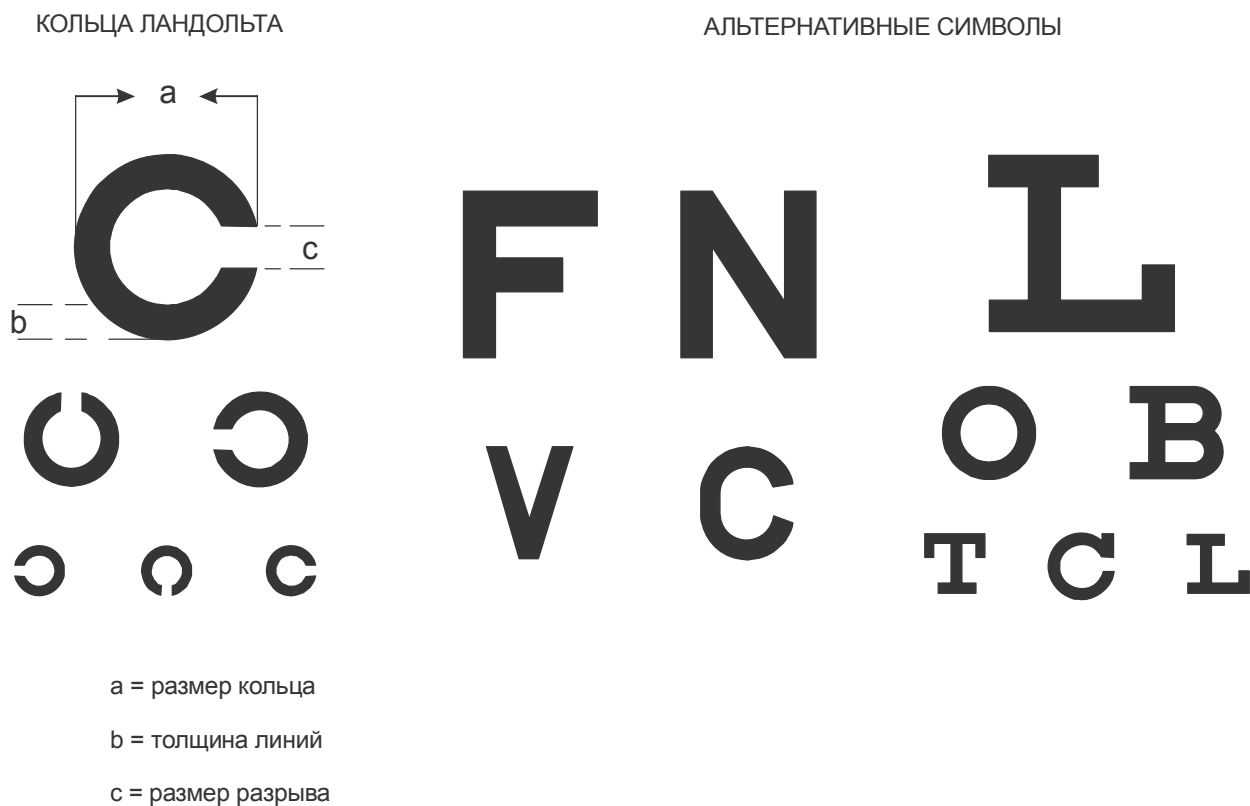 КОЛЬЦА ЛАНДОЛЬТА
АЛЬТЕРНАТИВНЫЕ СИМВОЛЫ
a
c
b
F N L
O B
V C
T C L
a = размер кольца
b = толщина линий
c = размер разрыва